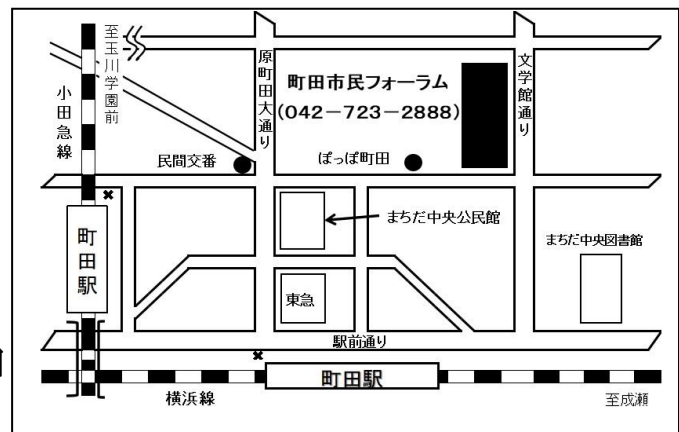 至玉川学園前
小田急線
原町田大通り
町田市民フォーラム
(042－723－2888)
文学館通り
民間交番
ぽっぽ町田
まちだ中央公民館
まちだ中央図書館
町田駅
東急
駅前通り
町田駅
横浜線
至成瀬